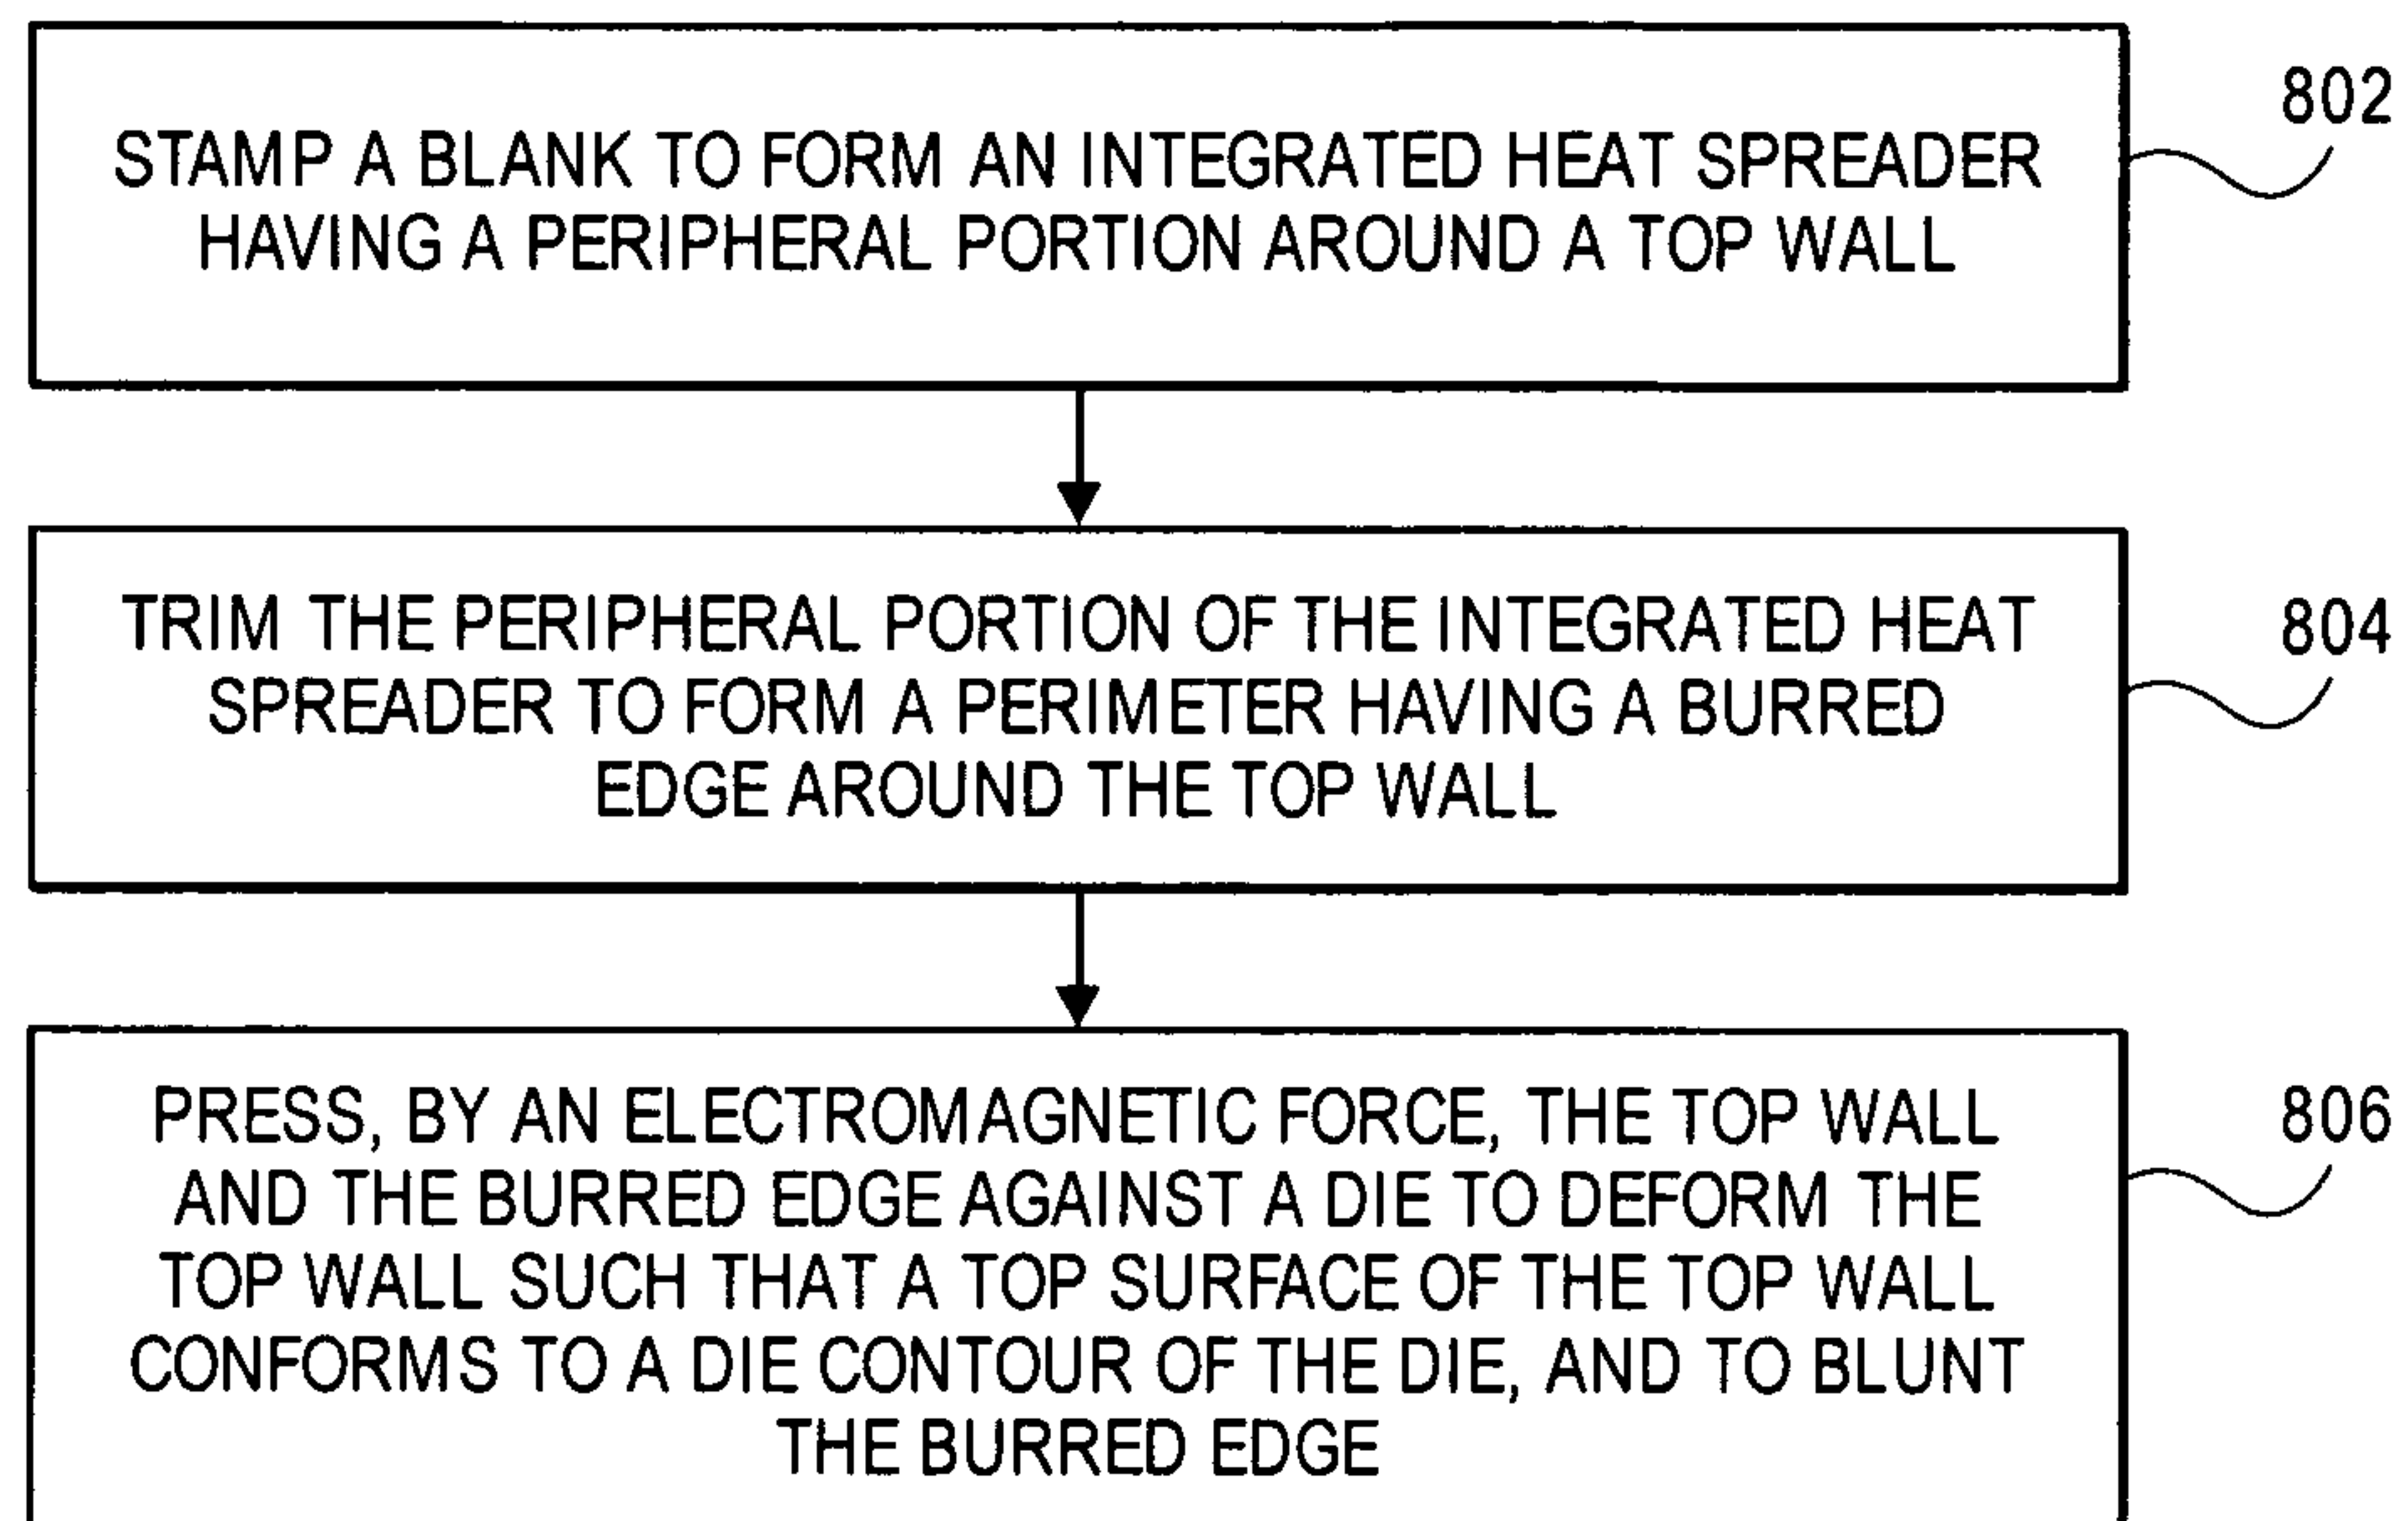 STAMP A BLANK TO FORM AN INTEGRATED HEAT SPREADER
HAVING A PERIPHERAL PORTION AROUND A TOP WALL
802
TRIM THE PERIPHERAL PORTION OF THE INTEGRATED HEAT
SPREADER TO FORM A PERIMETER HAVING A BURRED
EDGE AROUND THE TOP WALL
804
PRESS, BY AN ELECTROMAGNETIC FORCE, THE TOP WALL
AND THE BURRED EDGE AGAINST A DIE TO DEFORM THE
TOP WALL SUCH THAT A TOP SURFACE OF THE TOP WALL
CONFORMS TO A DIE CONTOUR OF THE DIE, AND TO BLUNT
THE BURRED EDGE
806